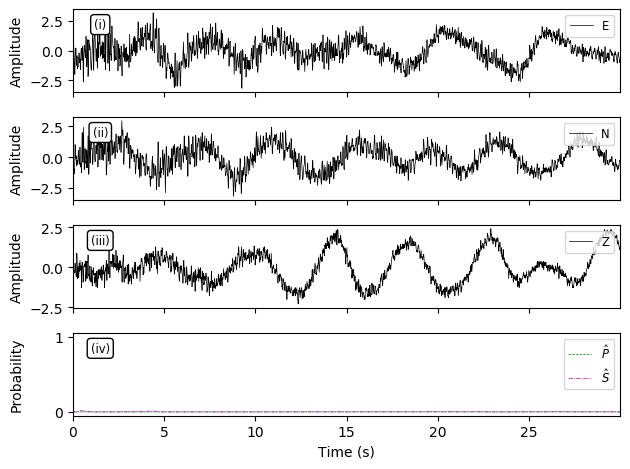 Amplitude
2.5
0.0
−2.5
(i)
E
Amplitude
2.5
0.0
−2.5
(ii)
N
Amplitude
2.5
0.0
−2.5
(iii)
Z
Probability
1
0
(iv)
P̂
Ŝ
0 5 10 15 20 25
Time (s)